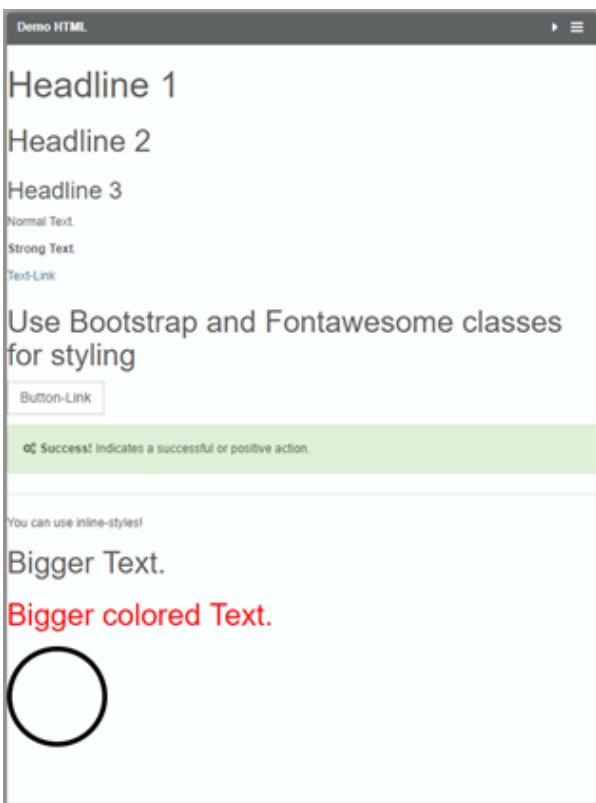 Demo HTML
Headline 1
Headline 2
Headline 3
Normal Text.
Strong Text.
Text-Link
Use Bootstrap and Fontawesome classes
for styling
Button-Link
Success! Indicates a successful or positive action.
You can use inline-styles!
Bigger Text.
Bigger colored Text.